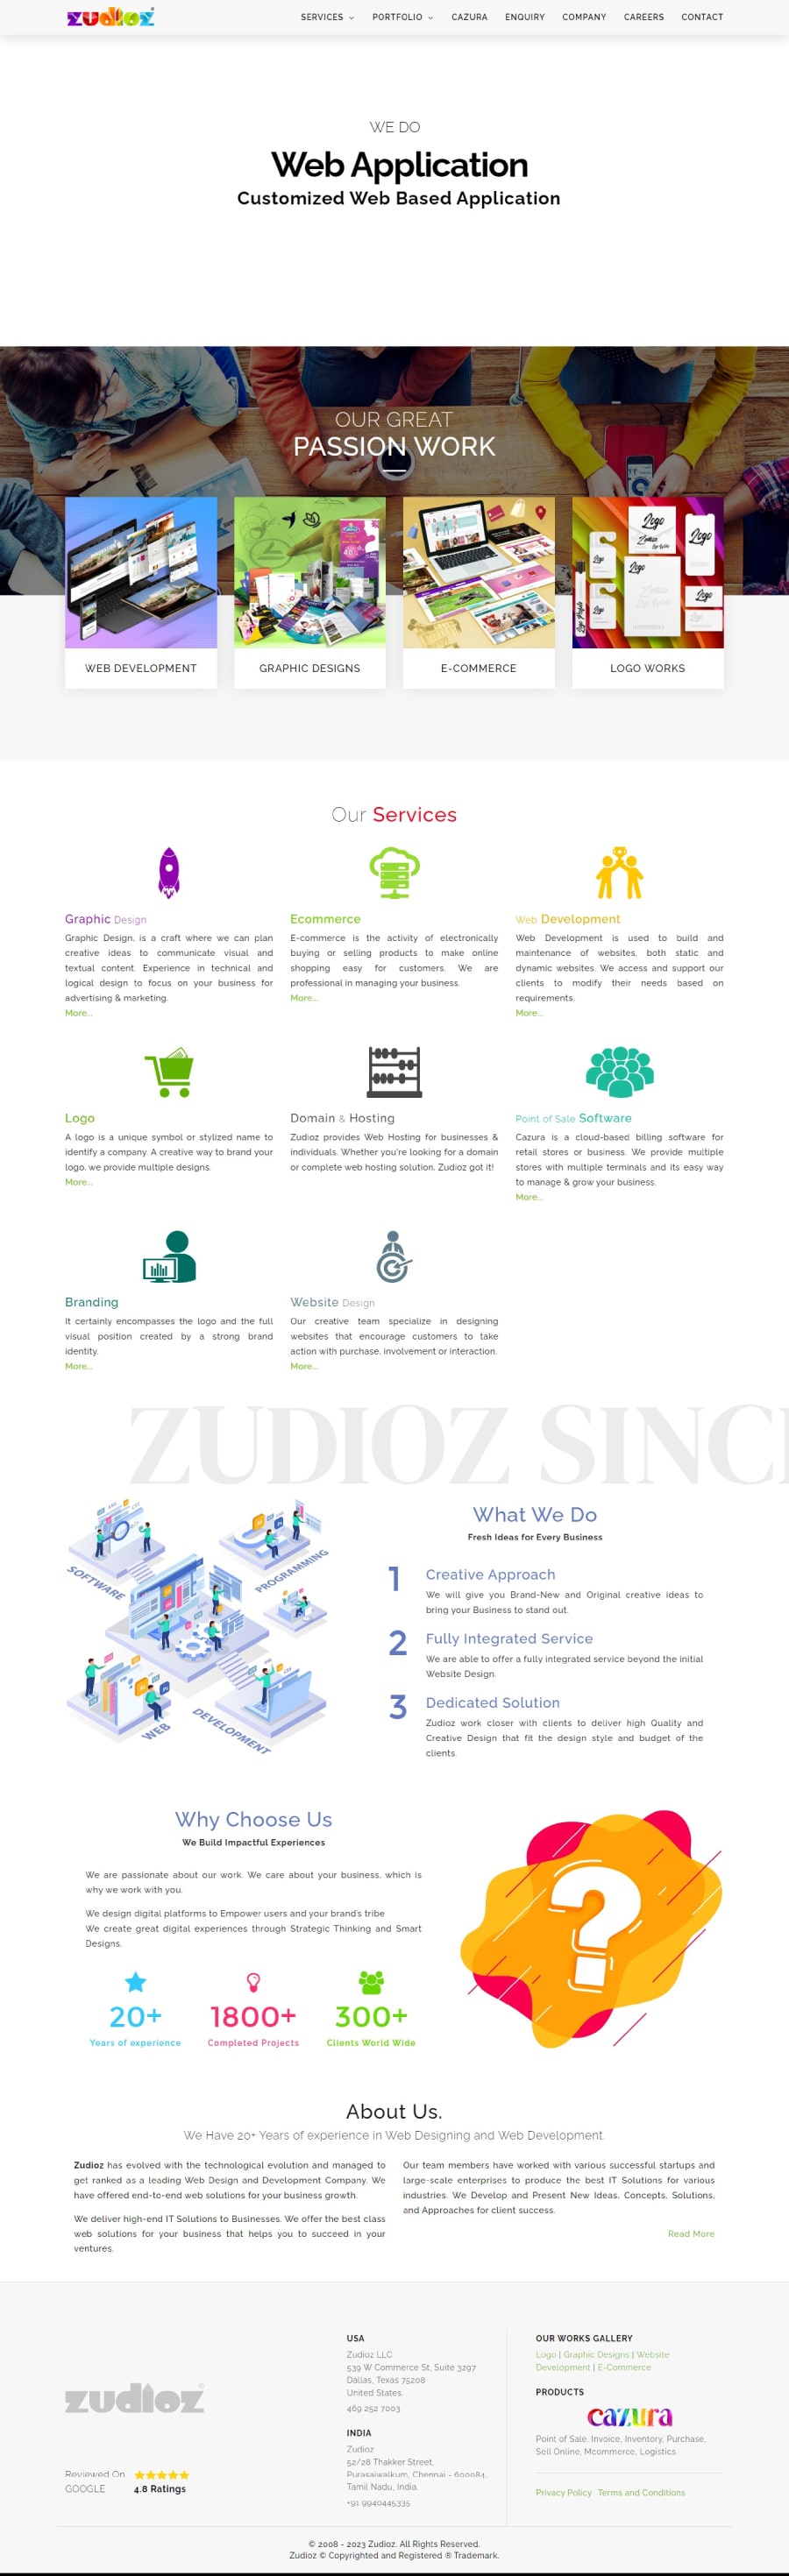 zudioz
SERVICES PORTFOLIO CAZURA ENQUIRY COMPANY CAREERS CONTACT
WE DO
Web Application
Customized Web Based Application
OUR GREAT
PASSION WORK
WEB DEVELOPMENT
GRAPHIC DESIGNS
E-COMMERCE
LOGO WORKS
Our Services
Graphic Design
Graphic Design, is a craft where we can plan
creative ideas to communicate visual and
textual content. Experience in technical and
logical design to focus on your business for
advertising & marketing.
More...
Ecommerce
E-commerce is the activity of electronically
buying or selling products to make online
shopping easy for customers. We are
professional in managing your business.
More...
Web Development
Web Development is used to build and
maintenance of websites, both static and
dynamic websites. We access and support our
clients to modify their needs based on
requirements.
More...
Logo
A logo is a unique symbol or stylized name to
identify a company. A creative way to brand your
logo, we provide multiple designs.
More...
Domain & Hosting
Zudioz provides Web Hosting for businesses &
individuals. Whether you're looking for a domain
or complete web hosting solution, Zudioz got it!
Point of Sale Software
Cazura is a cloud-based billing software for
retail stores or business. We provide multiple
stores with multiple terminals and its easy way
to manage & grow your business.
More...
Branding
It certainly encompasses the logo and the full
visual position created by a strong brand
identity.
More...
Website Design
Our creative team specialize in designing
websites that encourage customers to take
action with purchase, involvement or interaction.
More...
ZUDIOZ SINC
SOFTWARE
PROGRAMMING
WEB
DEVELOPMENT
What We Do
Fresh Ideas for Every Business
1 Creative Approach
We will give you Brand-New and Original creative ideas to
bring your Business to stand out.
2 Fully Integrated Service
We are able to offer a fully integrated service beyond the initial
Website Design.
3 Dedicated Solution
Zudioz work closer with clients to deliver high Quality and
Creative Design that fit the design style and budget of the
clients.
Why Choose Us
We Build Impactful Experiences
We are passionate about our work. We care about your business, which is
why we work with you.
We design digital platforms to Empower users and your brand's tribe
We create great digital experiences through Strategic Thinking and Smart
Designs.
20+
Years of experience
1800+
Completed Projects
300+
Clients World Wide
?
About Us.
We Have 20+ Years of experience in Web Designing and Web Development.
Zudioz has evolved with the technological evolution and managed to
get ranked as a leading Web Design and Development Company. We
have offered end-to-end web solutions for your business growth.
We deliver high-end IT Solutions to Businesses. We offer the best class
web solutions for your business that helps you to succeed in your
ventures.
Our team members have worked with various successful startups and
large-scale enterprises to produce the best IT Solutions for various
industries. We Develop and Present New Ideas, Concepts, Solutions,
and Approaches for client success.
Read More
zudioz
Reviewed On
GOOGLE
4.8 Ratings
USA
Zudioz LLC
539 W Commerce St, Suite 3297
Dallas, Texas 75208
United States.
469 252 7003
INDIA
Zudioz
52/28 Thakker Street,
Purasaiwalkum, Chennai - 600084,
Tamil Nadu, India.
+91 9940445335
OUR WORKS GALLERY
Logo | Graphic Designs | Website
Development | E-Commerce
PRODUCTS
cazura
Point of Sale. Invoice, Inventory, Purchase,
Sell Online, Mcommerce, Logistics
Privacy Policy Terms and Conditions
© 2008 - 2023 Zudioz. All Rights Reserved.
Zudioz © Copyrighted and Registered ® Trademark.